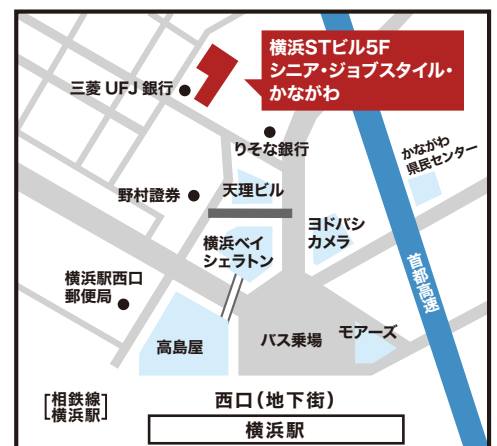 横浜STビル5F
シニア・ジョブスタイル・
かながわ
三菱 UFJ 銀行
りそな銀行
かながわ
県民センター
野村證券
天理ビル
ヨドバシ
カメラ
横浜ベイ
シェラトン
首都高速
横浜駅西口
郵便局
高島屋
バス乗場
モアーズ
[相鉄線
横浜駅]
西口(地下街)
横浜駅